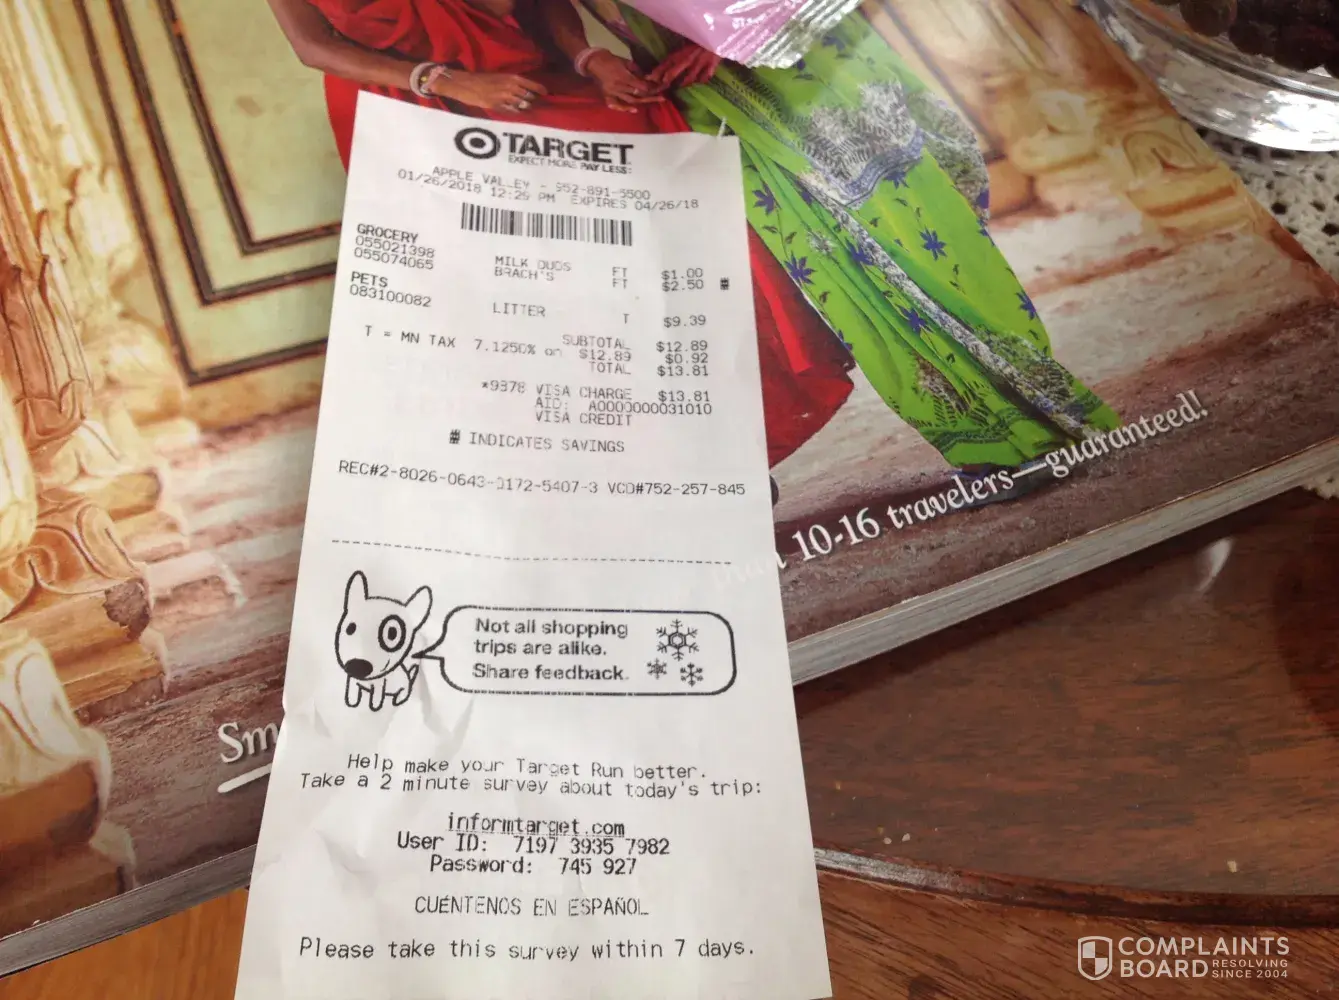 TARGET
EXPECT MORE. PAY LESS.
APPLE VALLEY - 952-891-5500
01/26/2018 12:29 PM EXPIRES 04/26/18
GROCERY
055021398 MILK DUDS FT $1.00
055074065 BRACH'S FT $2.50 #
PETS
083100082 LITTER T $9.39
SUBTOTAL $12.89
T = MN TAX 7.1250% on $12.89 $0.92
TOTAL $13.81
*9378 VISA CHARGE $13.81
AID: A0000000031010
VISA CREDIT
# INDICATES SAVINGS
REC#2-8026-0643-0172-5407-3 VCD#752-257-845
Not all shopping
trips are alike.
Share feedback.
Help make your Target Run better.
Take a 2 minute survey about today's trip:
informtarget.com
User ID: 7197 3935 7982
Password: 745 927
CUÉNTENOS EN ESPAÑOL
Please take this survey within 7 days.
Sm
than 10-16 travelers—guaranteed!
COMPLAINTS
BOARD RESOLVING
SINCE 2004